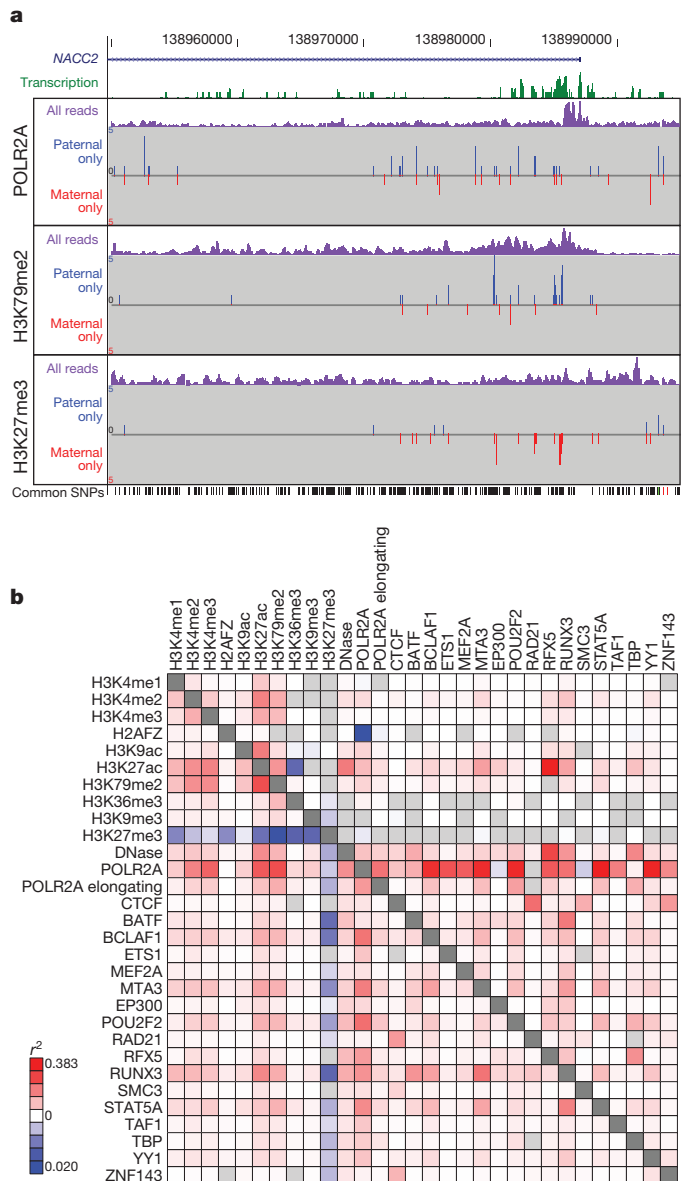 a
138960000 138970000 138980000 138990000
NACC2
Transcription
POLR2A
All reads
5
Paternal only
0
Maternal only
5
H3K79me2
All reads
5
Paternal only
0
Maternal only
5
H3K27me3
All reads
5
Paternal only
0
Maternal only
5
Common SNPs
b
H3K4me1
H3K4me2
H3K4me3
H2AFZ
H3K9ac
H3K27ac
H3K79me2
H3K36me3
H3K9me3
H3K27me3
DNase
POLR2A
POLR2A elongating
CTCF
BATF
BCLAF1
ETS1
MEF2A
MTA3
EP300
POU2F2
RAD21
RFX5
RUNX3
SMC3
STAT5A
TAF1
TBP
YY1
ZNF143
H3K4me1
H3K4me2
H3K4me3
H2AFZ
H3K9ac
H3K27ac
H3K79me2
H3K36me3
H3K9me3
H3K27me3
DNase
POLR2A
POLR2A elongating
CTCF
BATF
BCLAF1
ETS1
MEF2A
MTA3
EP300
POU2F2
RAD21
RFX5
RUNX3
SMC3
STAT5A
TAF1
TBP
YY1
ZNF143
r²
0.383
0
0.020